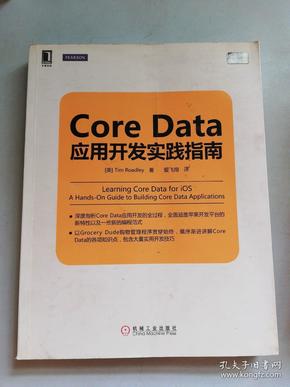 PEARSON
Core Data
应用开发实践指南
[英] Tim Roadley 著 爱飞翔 译
Learning Core Data for iOS
A Hands-On Guide to Building Core Data Applications
深度剖析Core Data应用开发的全过程，全面涵盖苹果开发平台的
新特性以及一些新的编程范式
以Grocery Dude购物管理程序贯穿始终，循序渐进讲解Core
Data的各项知识点，包含大量实用开发技巧
机械工业出版社
China Machine Press
孔夫子旧书网